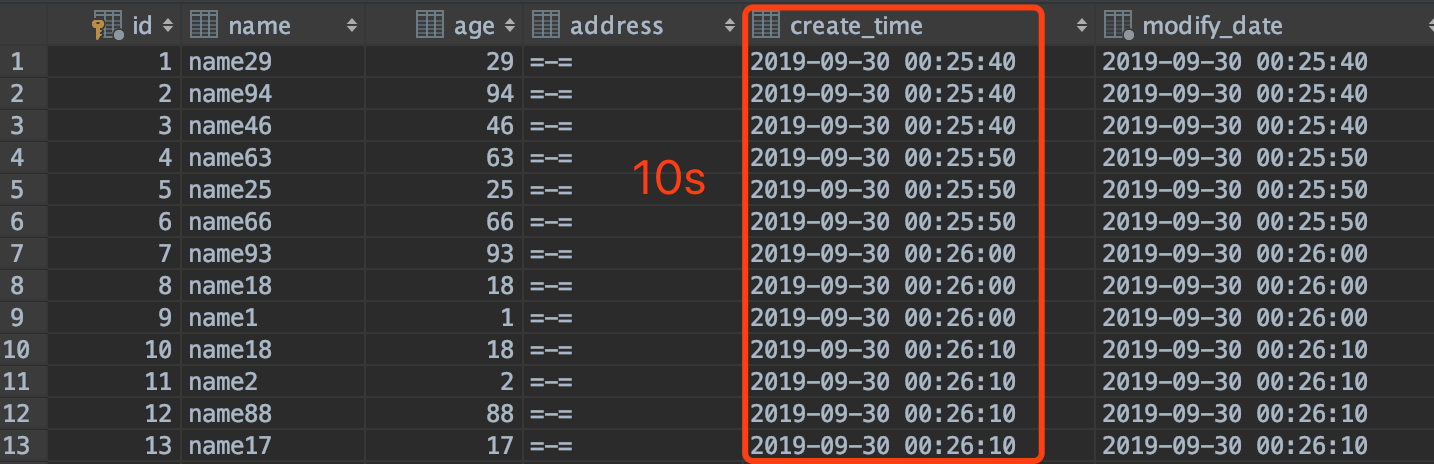 id name age address create_time modify_date
1 1 name29 29 =-= 2019-09-30 00:25:40 2019-09-30 00:25:40
2 2 name94 94 =-= 2019-09-30 00:25:40 2019-09-30 00:25:40
3 3 name46 46 =-= 2019-09-30 00:25:40 2019-09-30 00:25:40
4 4 name63 63 =-= 2019-09-30 00:25:50 2019-09-30 00:25:50
10s
5 5 name25 25 =-= 2019-09-30 00:25:50 2019-09-30 00:25:50
6 6 name66 66 =-= 2019-09-30 00:25:50 2019-09-30 00:25:50
7 7 name93 93 =-= 2019-09-30 00:26:00 2019-09-30 00:26:00
8 8 name18 18 =-= 2019-09-30 00:26:00 2019-09-30 00:26:00
9 9 name1 1 =-= 2019-09-30 00:26:00 2019-09-30 00:26:00
10 10 name18 18 =-= 2019-09-30 00:26:10 2019-09-30 00:26:10
11 11 name2 2 =-= 2019-09-30 00:26:10 2019-09-30 00:26:10
12 12 name88 88 =-= 2019-09-30 00:26:10 2019-09-30 00:26:10
13 13 name17 17 =-= 2019-09-30 00:26:10 2019-09-30 00:26:10